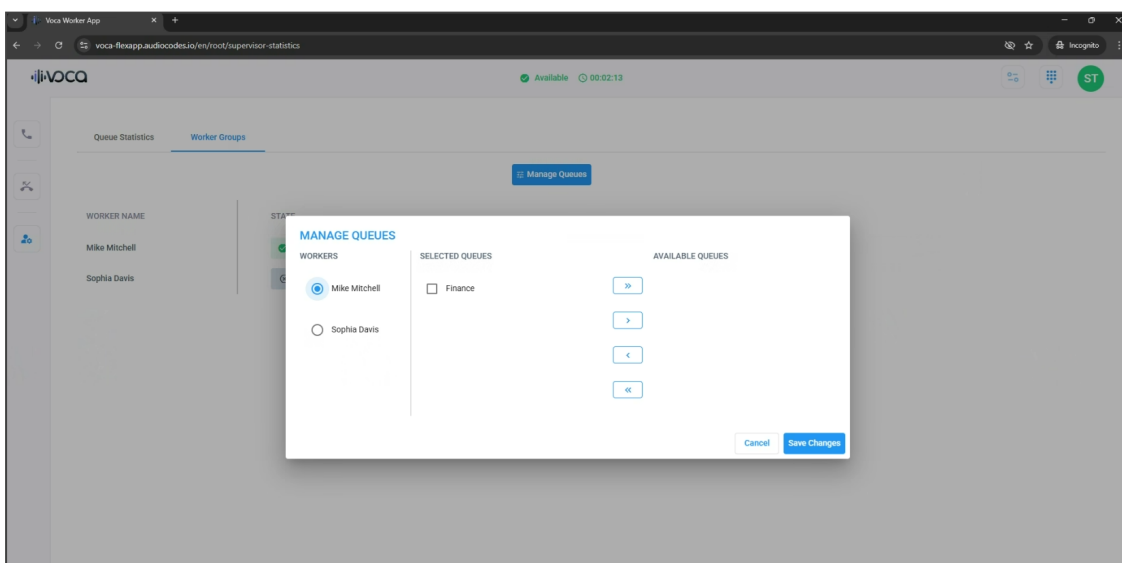 Voca Worker App
voca-flexapp.audiocodes.io/en/root/supervisor-statistics
Incognito
VOCA
Available 00:02:13
ST
Queue Statistics
Worker Groups
Manage Queues
WORKER NAME
Mike Mitchell
Sophia Davis
MANAGE QUEUES
WORKERS
SELECTED QUEUES
AVAILABLE QUEUES
Mike Mitchell
Finance
Sophia Davis
Cancel
Save Changes